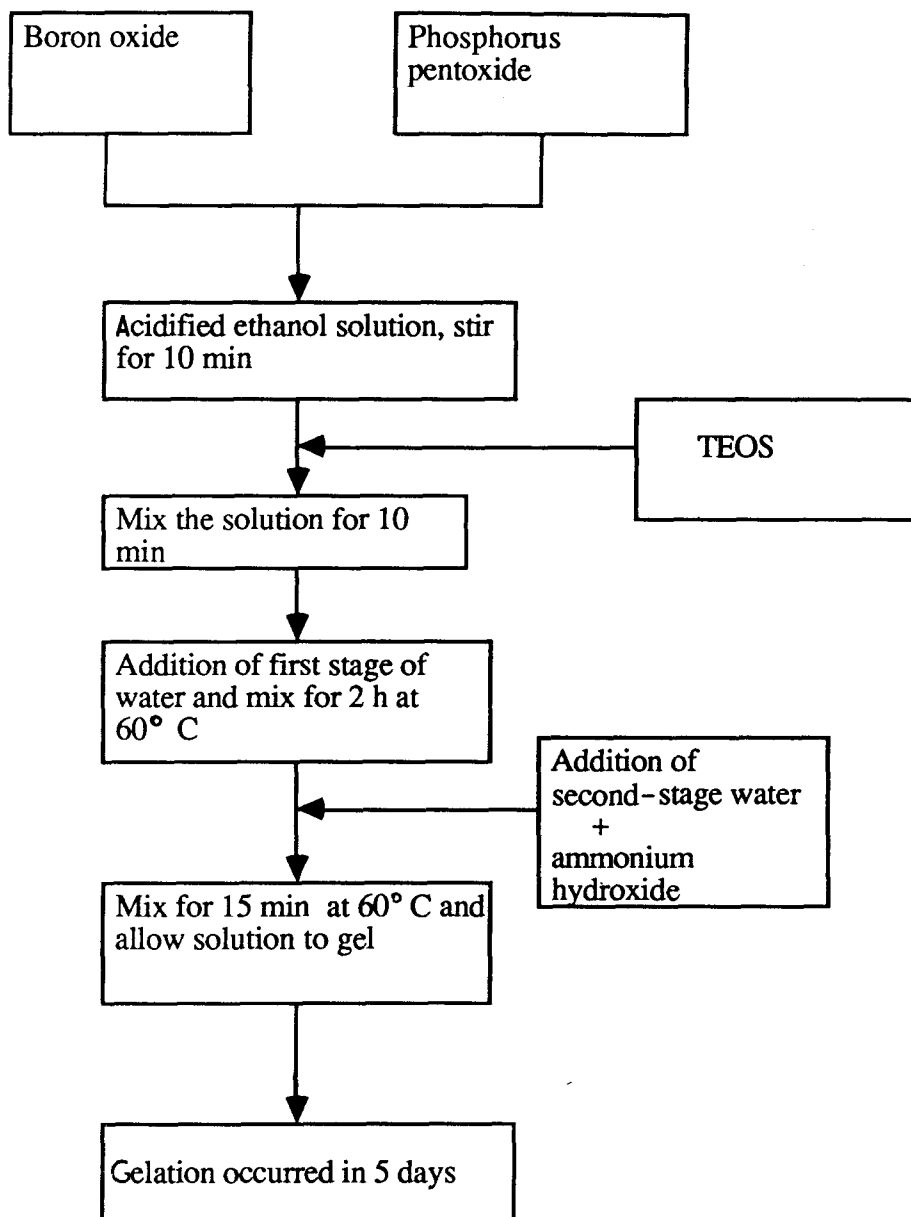 Boron oxide
Phosphorus
pentoxide
Acidified ethanol solution, stir
for 10 min
TEOS
Mix the solution for 10
min
Addition of first stage of
water and mix for 2 h at
60° C
Addition of
second-stage water
+
ammonium
hydroxide
Mix for 15 min at 60° C and
allow solution to gel
Gelation occurred in 5 days